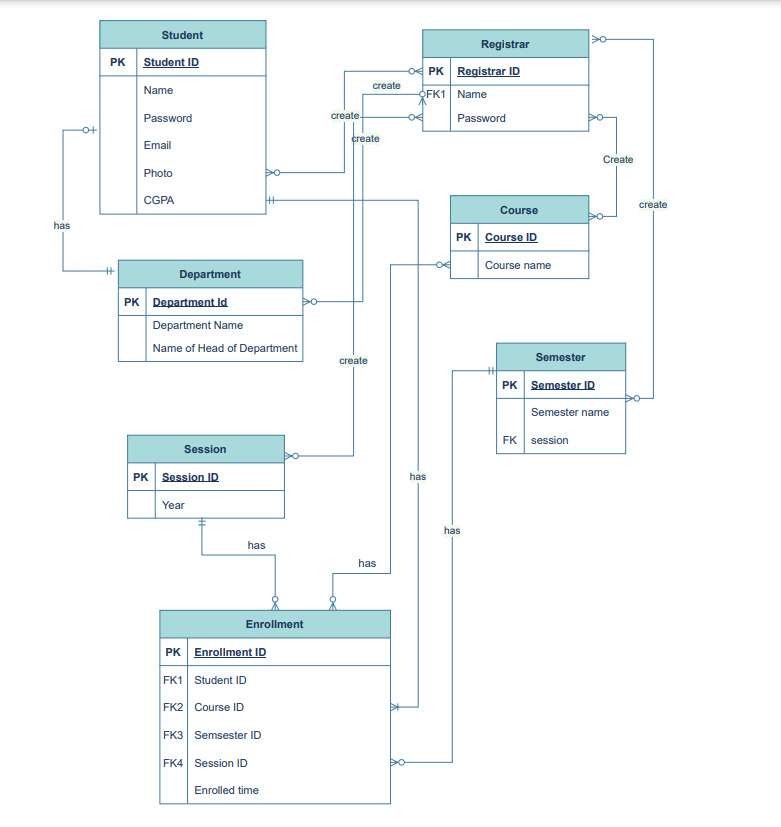 Student
PK Student ID
Name
Password
Email
Photo
CGPA
Registrar
PK Registrar ID
FK1 Name
Password
create
create
create
Create
create
has
Course
PK Course ID
Course name
Department
PK Department Id
Department Name
Name of Head of Department
create
Semester
PK Semester ID
Semester name
FK session
Session
PK Session ID
Year
has
has
has
has
Enrollment
PK Enrollment ID
FK1 Student ID
FK2 Course ID
FK3 Semsester ID
FK4 Session ID
Enrolled time